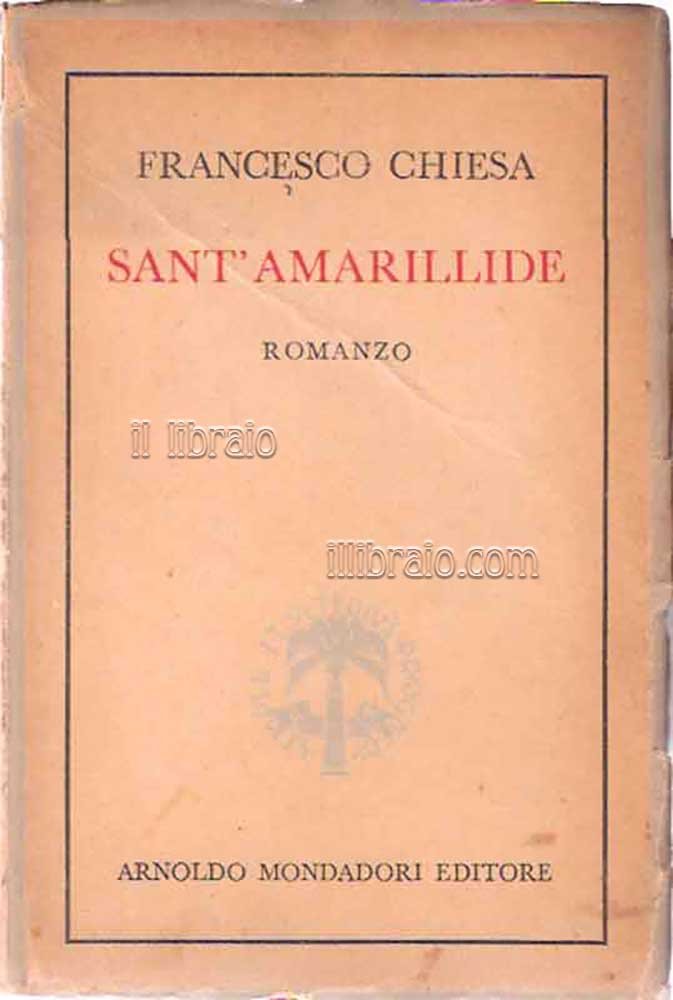 FRANCESCO CHIESA
SANT'AMARILLIDE
ROMANZO
il libraio
illibraio.com
ARNOLDO MONDADORI EDITORE